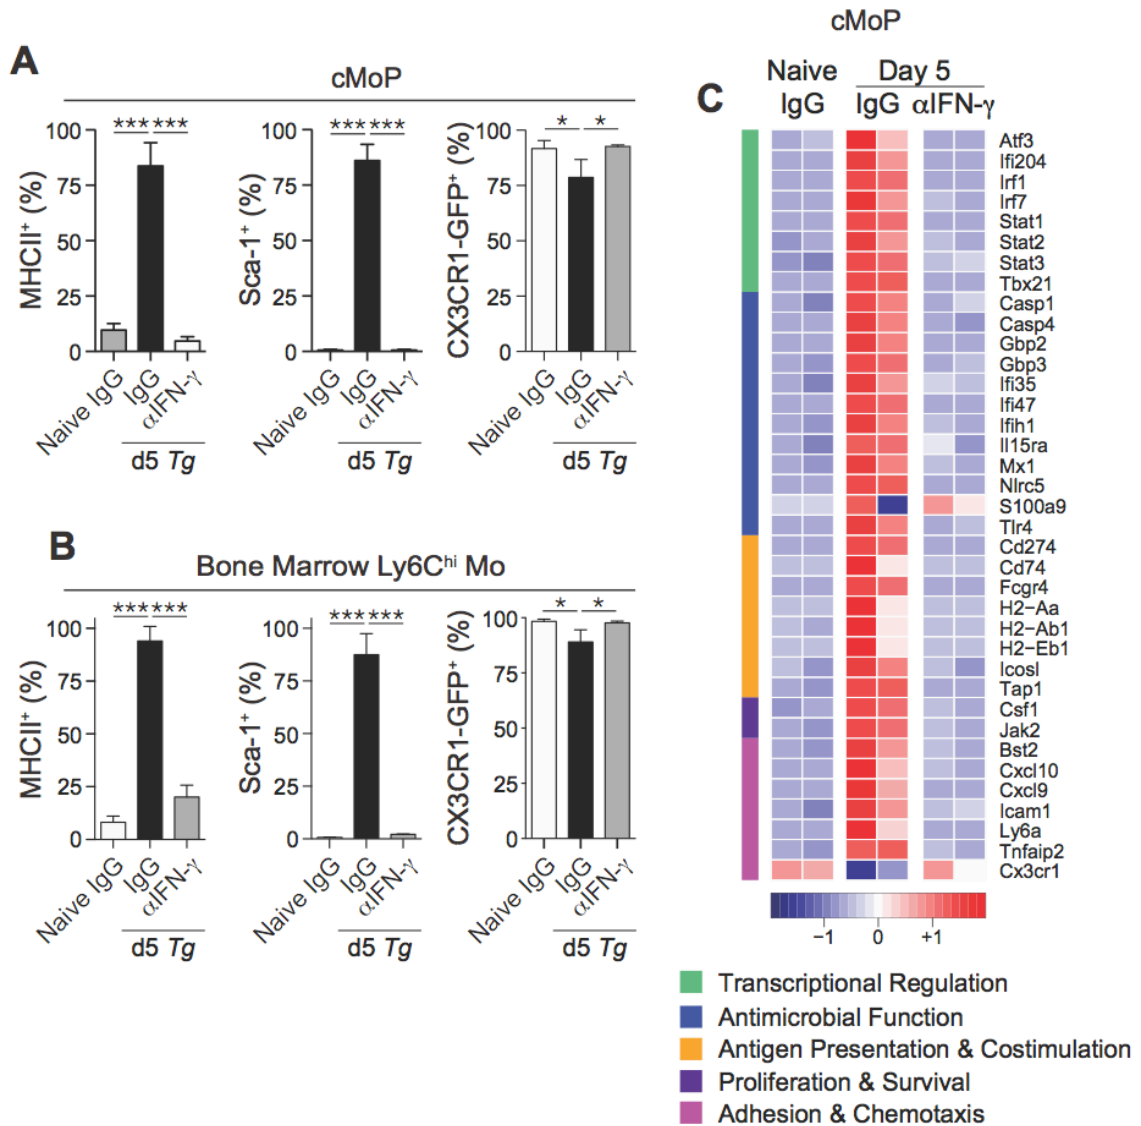 A
cMoP
*** ***
MHCII+ (%)
100
75
50
25
0
Naive IgG
IgG
αIFN-γ
d5 Tg
*** ***
Sca-1+ (%)
100
75
50
25
0
Naive IgG
IgG
αIFN-γ
d5 Tg
* *
CX3CR1-GFP+ (%)
100
75
50
25
0
Naive IgG
IgG
αIFN-γ
d5 Tg
B
Bone Marrow Ly6Chi Mo
*** ***
MHCII+ (%)
100
75
50
25
0
Naive IgG
IgG
αIFN-γ
d5 Tg
*** ***
Sca-1+ (%)
100
75
50
25
0
Naive IgG
IgG
αIFN-γ
d5 Tg
* *
CX3CR1-GFP+ (%)
100
75
50
25
0
Naive IgG
IgG
αIFN-γ
d5 Tg
cMoP
C
Naive Day 5
IgG IgG αIFN-γ
Atf3
Ifi204
Irf1
Irf7
Stat1
Stat2
Stat3
Tbx21
Casp1
Casp4
Gbp2
Gbp3
Ifi35
Ifi47
Ifih1
Il15ra
Mx1
Nlrc5
S100a9
Tlr4
Cd274
Cd74
Fcgr4
H2−Aa
H2−Ab1
H2−Eb1
Icosl
Tap1
Csf1
Jak2
Bst2
Cxcl10
Cxcl9
Icam1
Ly6a
Tnfaip2
Cx3cr1
−1 0 +1
Transcriptional Regulation
Antimicrobial Function
Antigen Presentation & Costimulation
Proliferation & Survival
Adhesion & Chemotaxis